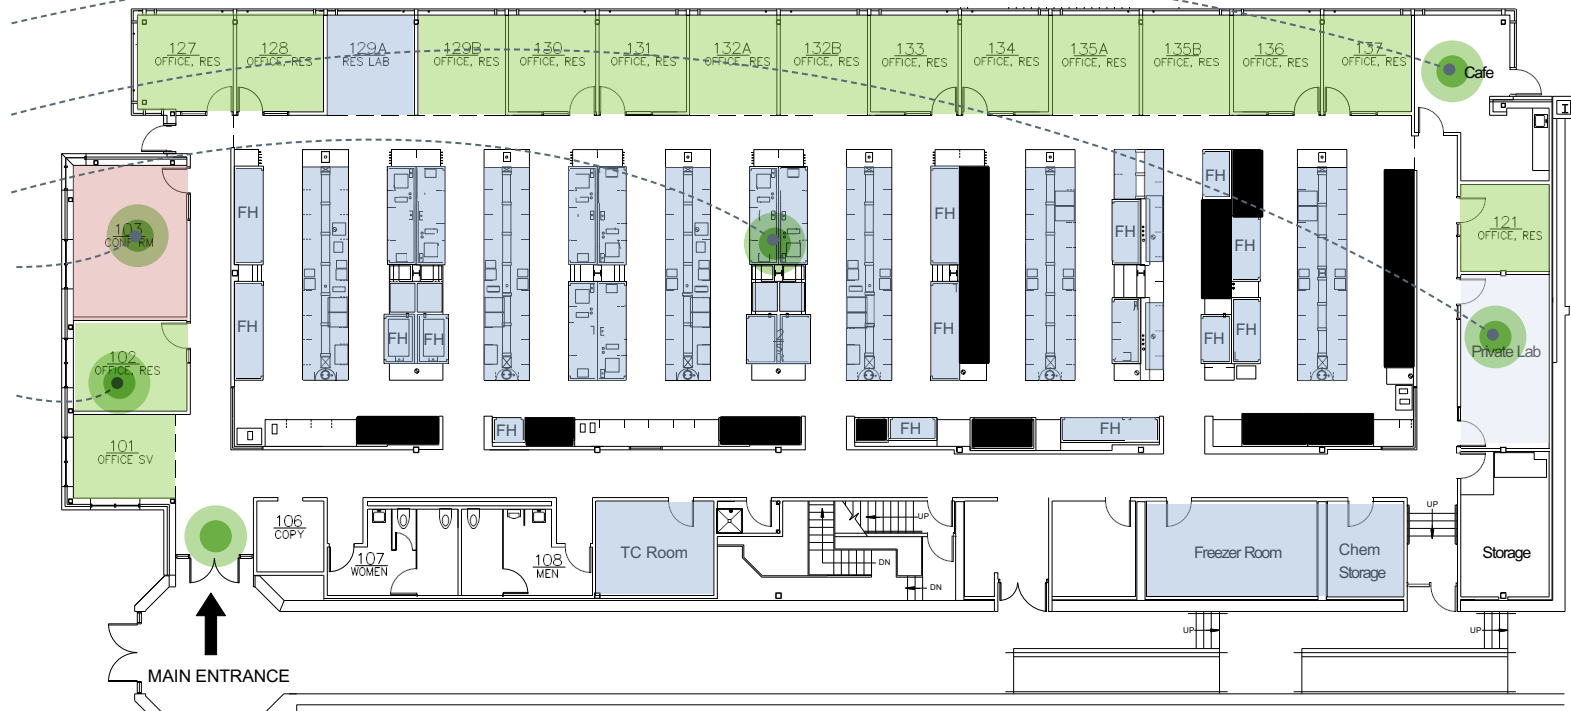 127
OFFICE, RES
128
OFFICE, RES
129A
RES LAB
129B
OFFICE, RES
130
OFFICE, RES
131
OFFICE, RES
132A
OFFICE, RES
132B
OFFICE, RES
133
OFFICE, RES
134
OFFICE, RES
135A
OFFICE, RES
135B
OFFICE, RES
136
OFFICE, RES
137
OFFICE, RES
Cafe
103
CONF RM
102
OFFICE, RES
101
OFFICE SV
121
OFFICE, RES
Private Lab
FH
FH
FH
FH
FH
FH
FH
FH
FH
FH
FH
FH
FH
FH
106
COPY
107
WOMEN
108
MEN
TC Room
UP
DN
DN
Freezer Room
Chem
Storage
UP
Storage
UP
UP
MAIN ENTRANCE